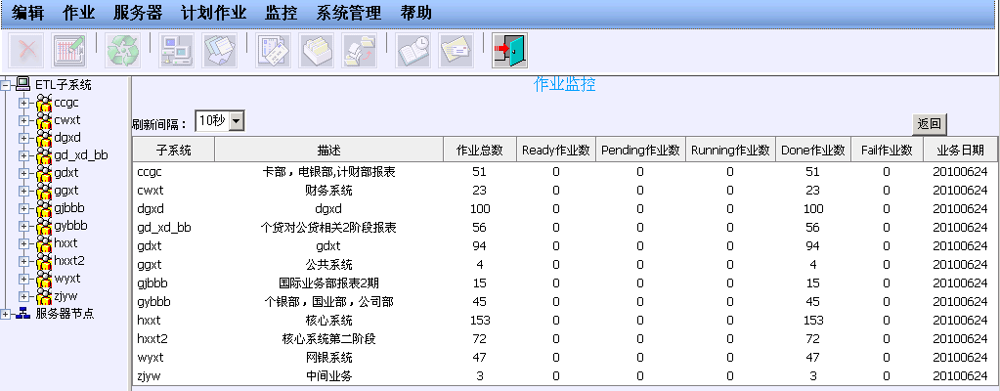 编辑 作业 服务器 计划作业 监控 系统管理 帮助
ETL子系统
ccgc
cwxt
dgxd
gd_xd_bb
gdxt
ggxt
gjbbb
gybbb
hxxt
hxxt2
wyxt
zjyw
服务器节点
作业监控
刷新间隔： 10秒 返回
子系统 描述 作业总数 Ready作业数 Pending作业数 Running作业数 Done作业数 Fail作业数 业务日期
ccgc 卡部，电银部,计财部报表 51 0 0 0 51 0 20100624
cwxt 财务系统 23 0 0 0 23 0 20100624
dgxd dgxd 100 0 0 0 100 0 20100624
gd_xd_bb 个贷对公贷相关2阶段报表 56 0 0 0 56 0 20100624
gdxt gdxt 94 0 0 0 94 0 20100624
ggxt 公共系统 4 0 0 0 4 0 20100624
gjbbb 国际业务部报表2期 15 0 0 0 15 0 20100624
gybbb 个银部，国业部，公司部 45 0 0 0 45 0 20100624
hxxt 核心系统 153 0 0 0 153 0 20100624
hxxt2 核心系统第二阶段 72 0 0 0 72 0 20100624
wyxt 网银系统 47 0 0 0 47 0 20100624
zjyw 中间业务 3 0 0 0 3 0 20100624